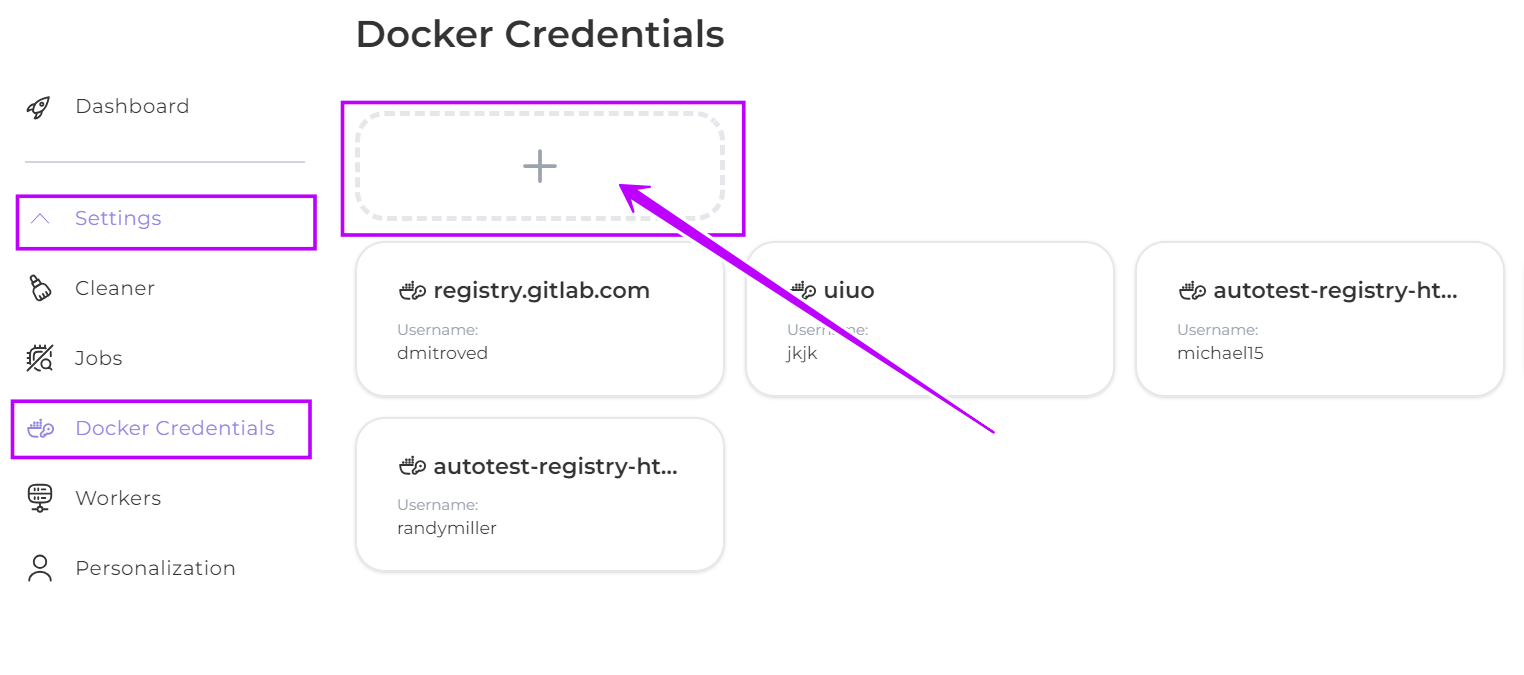 Docker Credentials
Dashboard
Settings
Cleaner
Jobs
Docker Credentials
Workers
Personalization
registry.gitlab.com
Username:
dmitroved
uiuo
Username:
jkjk
autotest-registry-ht...
Username:
michael15
autotest-registry-ht...
Username:
randymiller